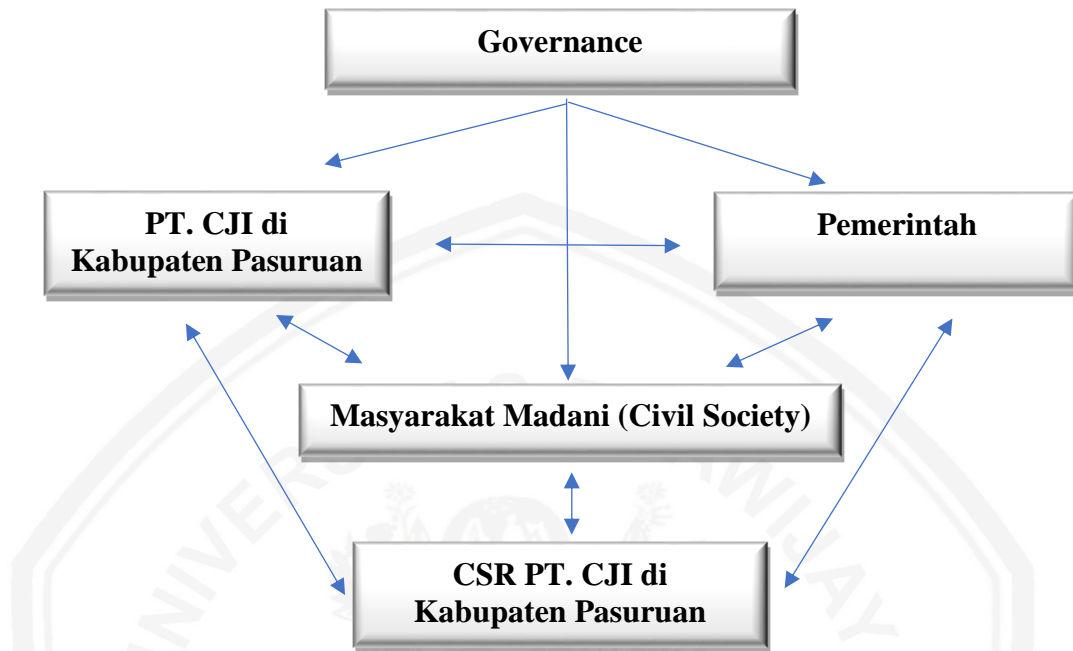 Governance
PT. CJI di
Kabupaten Pasuruan
Pemerintah
Masyarakat Madani (Civil Society)
CSR PT. CJI di
Kabupaten Pasuruan